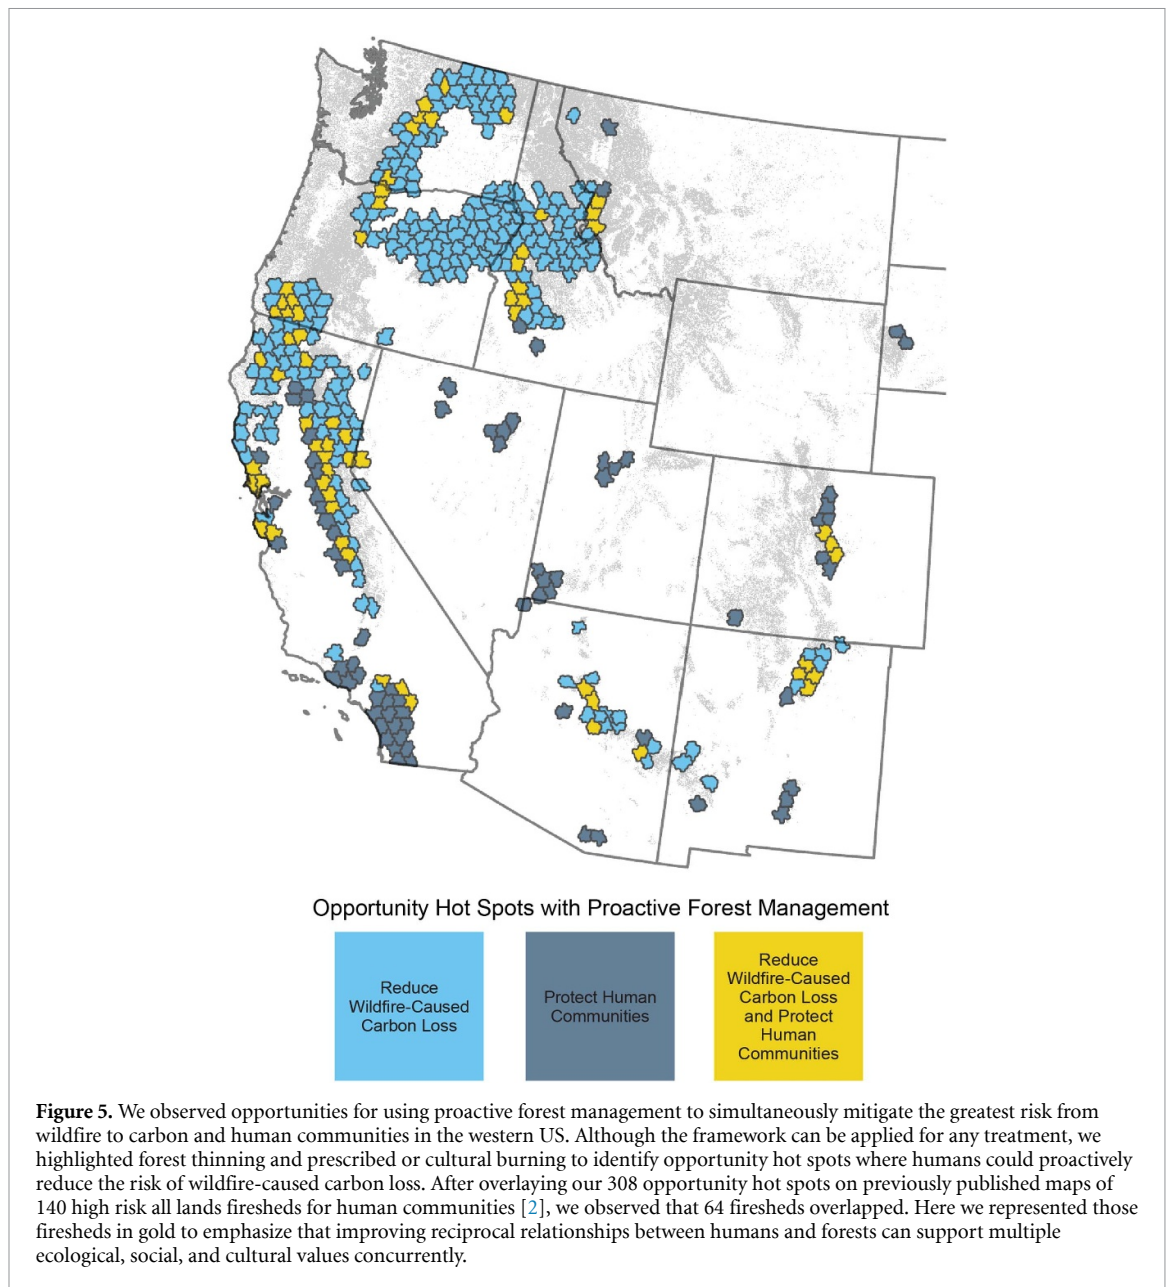 Opportunity Hot Spots with Proactive Forest Management
Reduce
Wildfire-Caused
Carbon Loss
Protect Human
Communities
Reduce
Wildfire-Caused
Carbon Loss
and Protect
Human
Communities
Figure 5. We observed opportunities for using proactive forest management to simultaneously mitigate the greatest risk from
wildfire to carbon and human communities in the western US. Although the framework can be applied for any treatment, we
highlighted forest thinning and prescribed or cultural burning to identify opportunity hot spots where humans could proactively
reduce the risk of wildfire-caused carbon loss. After overlaying our 308 opportunity hot spots on previously published maps of
140 high risk all lands firesheds for human communities [2], we observed that 64 firesheds overlapped. Here we represented those
firesheds in gold to emphasize that improving reciprocal relationships between humans and forests can support multiple
ecological, social, and cultural values concurrently.